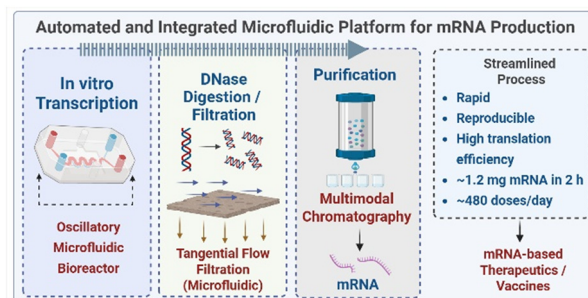 Automated and Integrated Microfluidic Platform for mRNA Production
In vitro
Transcription
Oscillatory
Microfluidic
Bioreactor
DNase
Digestion /
Filtration
Tangential Flow
Filtration
(Microfluidic)
Purification
Multimodal
Chromatography
mRNA
Streamlined
Process
• Rapid
• Reproducible
• High translation
efficiency
• ~1.2 mg mRNA in 2 h
• ~480 doses/day
mRNA-based
Therapeutics /
Vaccines